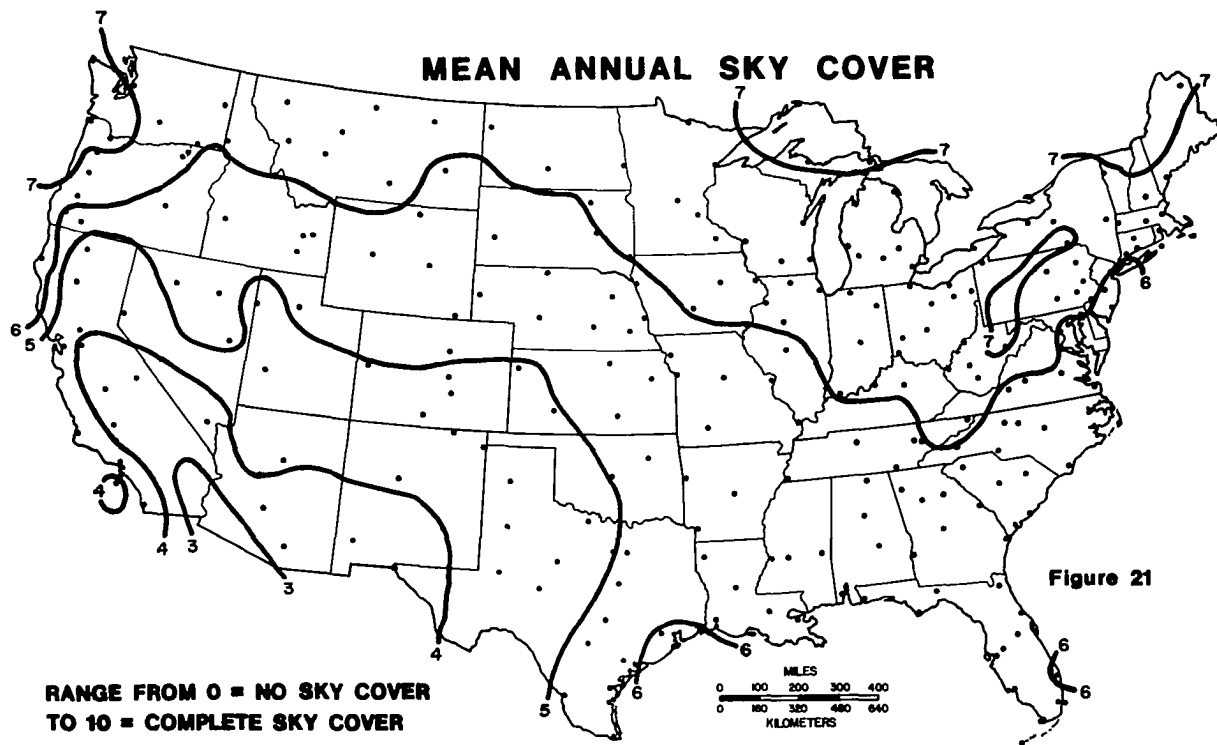 7
MEAN ANNUAL SKY COVER
7
7
7
7
7
7
6
5
6
7
4
4
3
3
Figure 21
4
5
6
6
6
6
RANGE FROM 0 = NO SKY COVER
TO 10 = COMPLETE SKY COVER
MILES
0 100 200 300 400
0 160 320 480 640
KILOMETERS